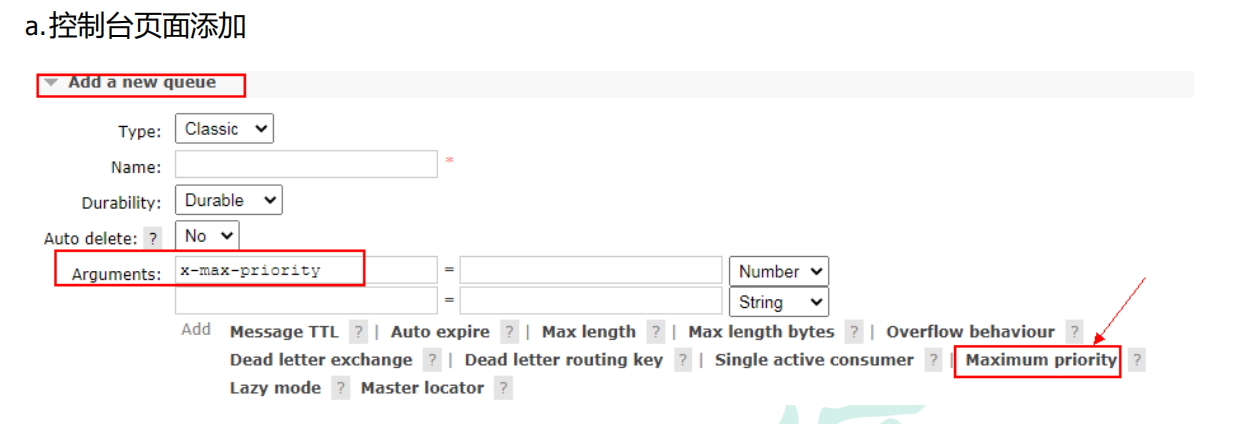 a.控制台页面添加
Add a new queue
Type: Classic
Name: *
Durability: Durable
Auto delete: ? No
Arguments: x-max-priority = Number
= String
Add Message TTL ? | Auto expire ? | Max length ? | Max length bytes ? | Overflow behaviour ?
Dead letter exchange ? | Dead letter routing key ? | Single active consumer ? | Maximum priority ?
Lazy mode ? Master locator ?